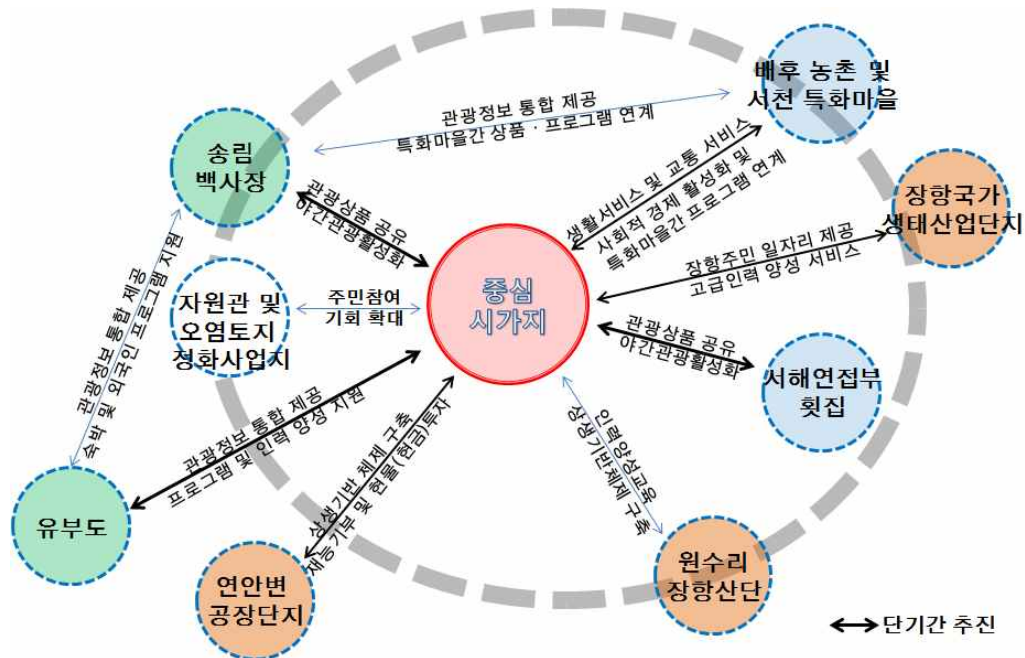 배후 농촌 및
서천 특화마을
관광정보 통합 제공
특화마을간 상품 · 프로그램 연계
송림
백사장
생활서비스 및 교통 서비스
사회적 경제 활성화 및
특화마을간 프로그램 연계
장항국가
생태산업단지
관광상품 공유
야간관광활성화
장항주민 일자리 제공
고급인력 양성 서비스
중심
시가지
자원관 및
오염토지
정화사업지
주민참여
기회 확대
관광상품 공유
야간관광활성화
서해연접부
횟집
관광정보 통합 제공
숙박 및 외국인 프로그램 지원
관광정보 통합 제공
프로그램 및 인력 양성 지원
상생기반 체제 구축
재능기부 및 현물(현금)투자
인력양성교육
상생기반체제 구축
유부도
연안변
공장단지
원수리
장항산단
단기간 추진